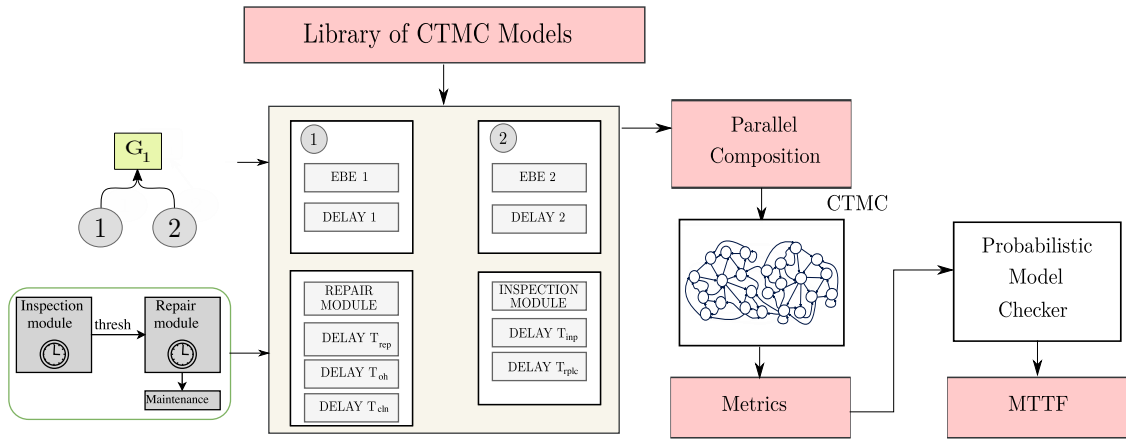 Library of CTMC Models
G1
1
2
Inspection
module
thresh
Repair
module
Maintenance
1
EBE 1
DELAY 1
2
EBE 2
DELAY 2
REPAIR
MODULE
DELAY Trep
DELAY Toh
DELAY Tcln
INSPECTION
MODULE
DELAY Tinp
DELAY Trplc
Parallel
Composition
CTMC
Metrics
Probabilistic
Model
Checker
MTTF